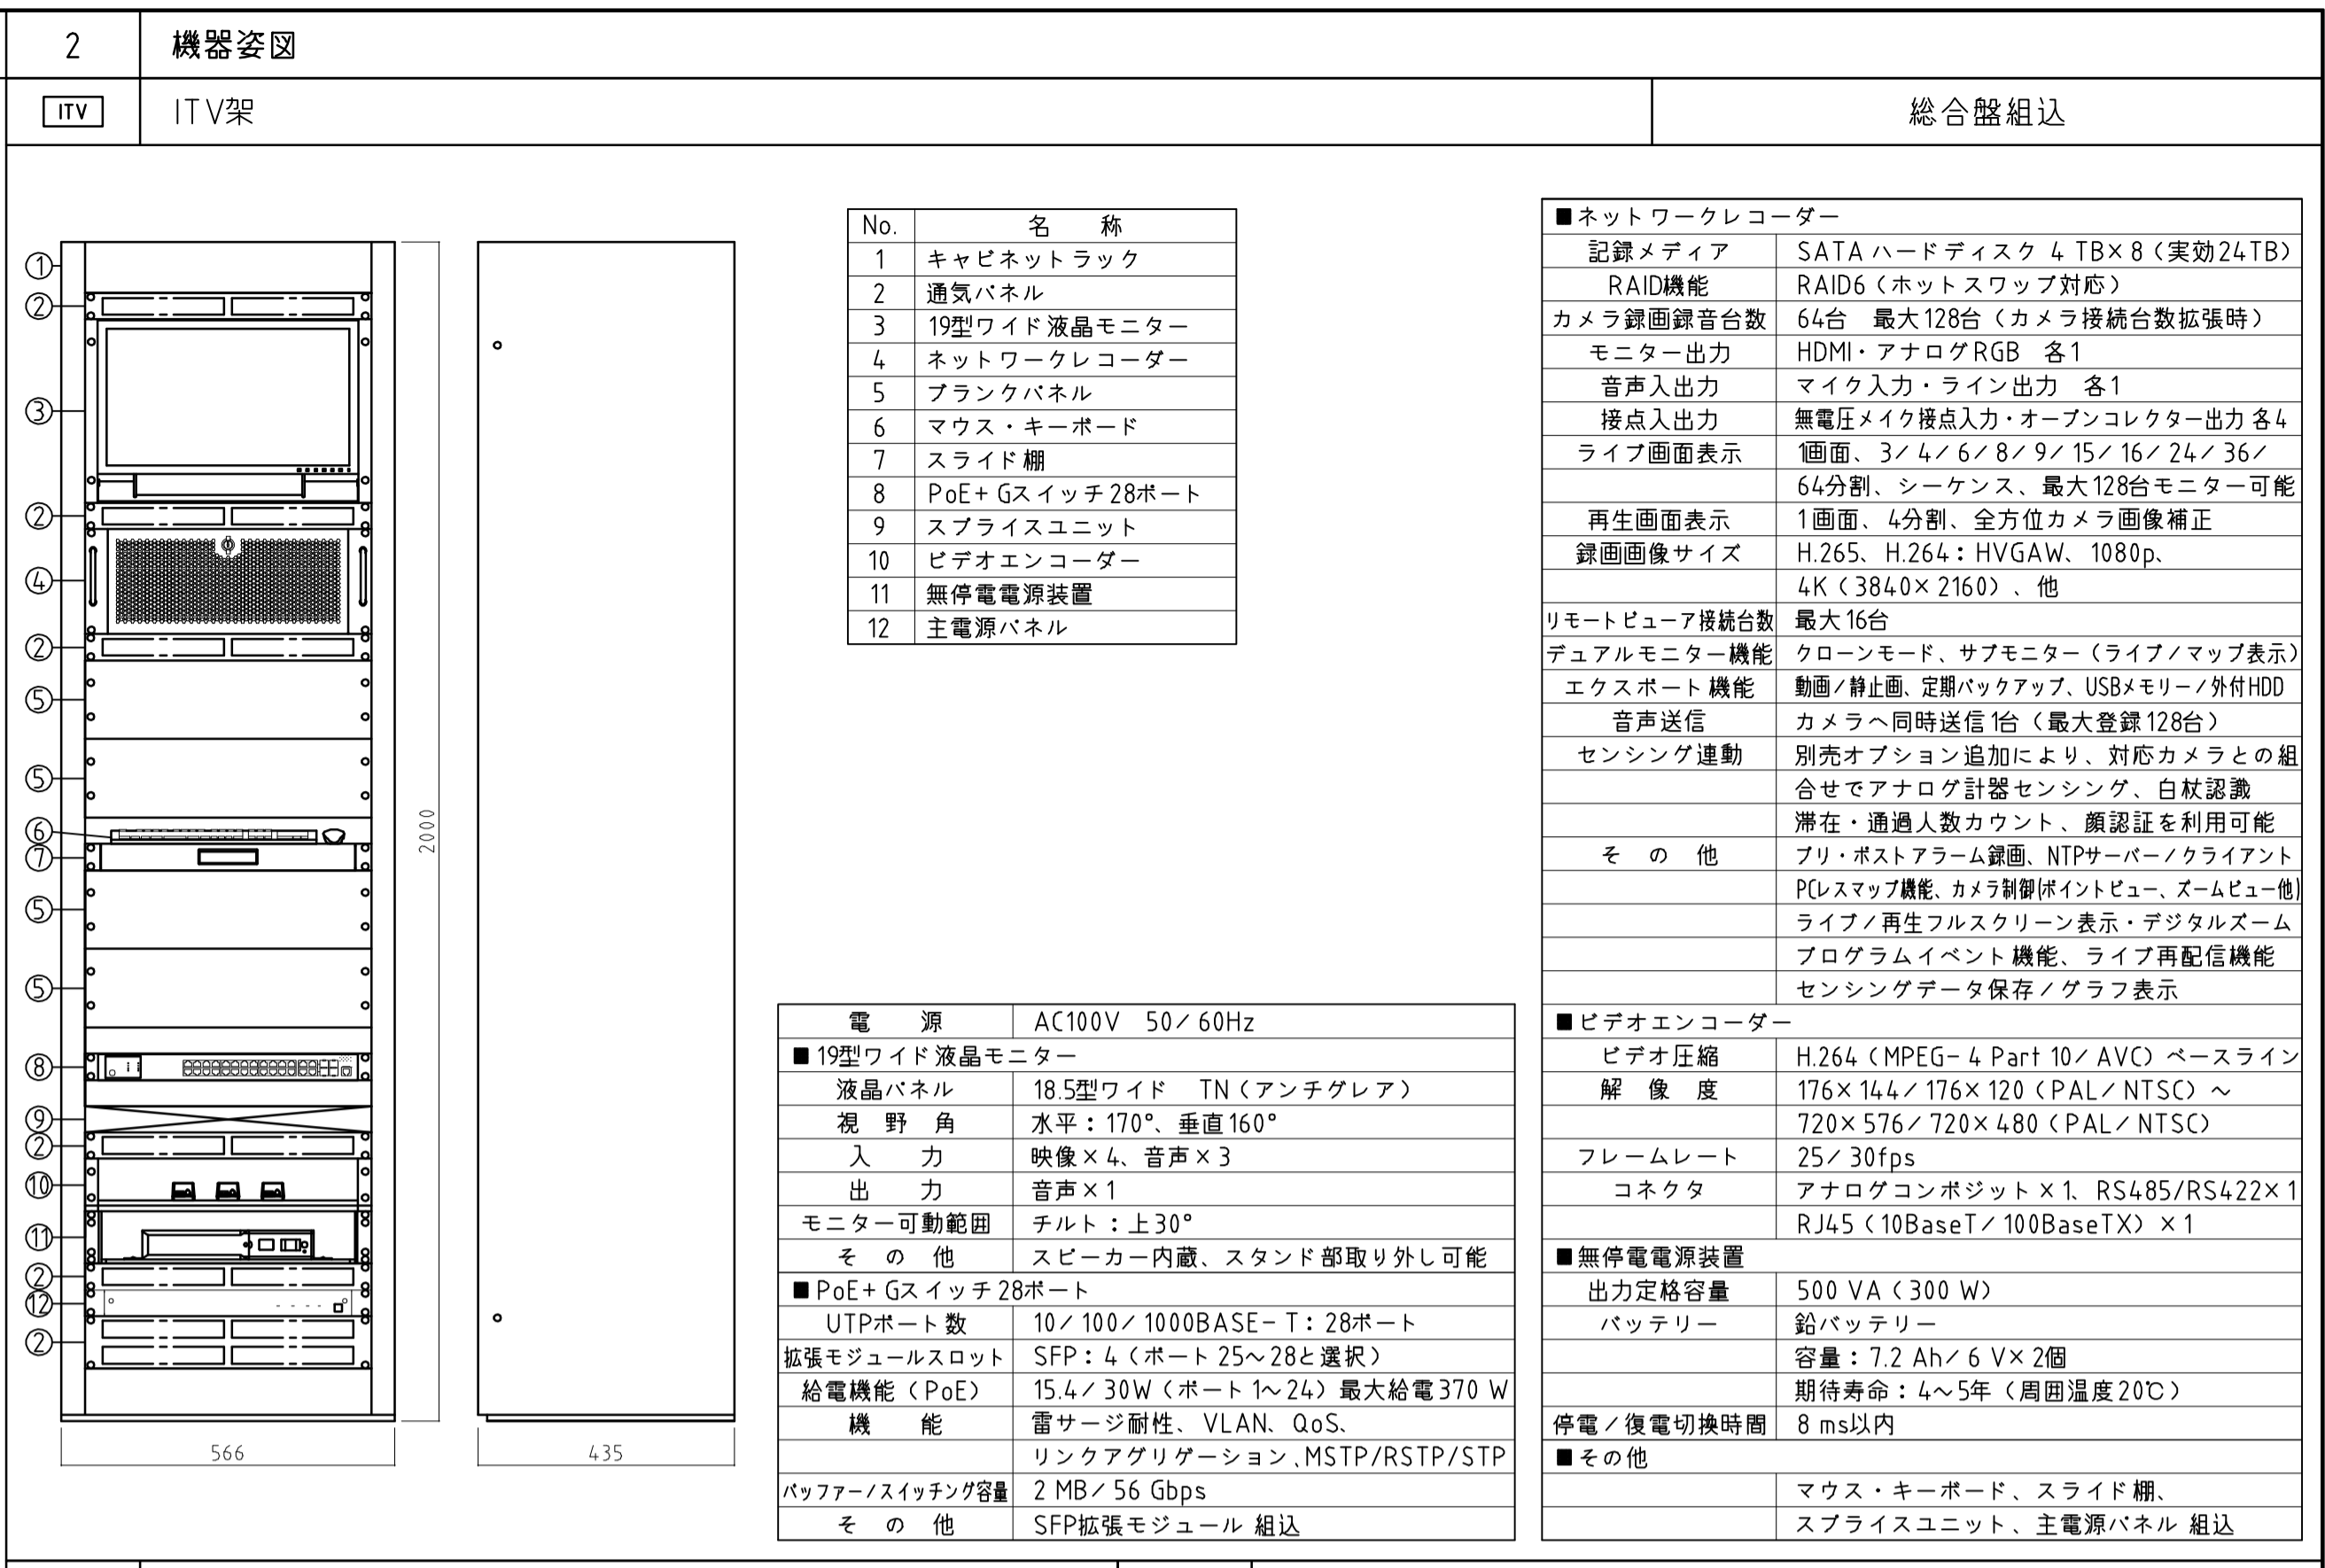 2 機器姿図
ITV ITV架 総合盤組込
①
②
③
②
④
②
⑤
⑤
⑥
⑦
⑤
⑤
⑧
⑨
②
⑩
⑪
②
⑫
②
2000
566
435
No. 名 称
1 キャビネットラック
2 通気パネル
3 19型ワイド液晶モニター
4 ネットワークレコーダー
5 ブランクパネル
6 マウス・キーボード
7 スライド棚
8 PoE+ Gスイッチ28ポート
9 スプライスユニット
10 ビデオエンコーダー
11 無停電電源装置
12 主電源パネル
電 源 AC100V 50/60Hz
■19型ワイド液晶モニター
液晶パネル 18.5型ワイド TN(アンチグレア)
視 野 角 水平:170°、垂直160°
入 力 映像×4、音声×3
出 力 音声×1
モニター可動範囲 チルト:上30°
そ の 他 スピーカー内蔵、スタンド部取り外し可能
■PoE+ Gスイッチ28ポート
UTPポート数 10/100/1000BASE-T:28ポート
拡張モジュールスロット SFP:4(ポート25~28と選択)
給電機能(PoE) 15.4/30W(ポート1~24)最大給電370 W
機 能 雷サージ耐性、VLAN、QoS、
リンクアグリゲーション、MSTP/RSTP/STP
バッファー/スイッチング容量 2 MB/56 Gbps
そ の 他 SFP拡張モジュール 組込
■ネットワークレコーダー
記録メディア SATA ハードディスク 4 TB×8(実効24TB)
RAID機能 RAID6(ホットスワップ対応)
カメラ録画録音台数 64台 最大128台(カメラ接続台数拡張時)
モニター出力 HDMI・アナログRGB 各1
音声入出力 マイク入力・ライン出力 各1
接点入出力 無電圧メイク接点入力・オープンコレクター出力 各4
ライブ画面表示 1画面、3/4/6/8/9/15/16/24/36/
64分割、シーケンス、最大128台モニター可能
再生画面表示 1画面、4分割、全方位カメラ画像補正
録画画像サイズ H.265、H.264:HVGAW、1080p、
4K(3840×2160)、他
リモートビューア接続台数 最大16台
デュアルモニター機能 クローンモード、サブモニター(ライブ/マップ表示)
エクスポート機能 動画/静止画、定期バックアップ、USBメモリー/外付HDD
音声送信 カメラへ同時送信1台(最大登録128台)
センシング連動 別売オプション追加により、対応カメラとの組
合せでアナログ計器センシング、白杖認識
滞在・通過人数カウント、顔認証を利用可能
そ の 他 プリ・ポストアラーム録画、NTPサーバー/クライアント
PCレスマップ機能、カメラ制御(ポイントビュー、ズームビュー他)
ライブ/再生フルスクリーン表示・デジタルズーム
プログラムイベント機能、ライブ再配信機能
センシングデータ保存/グラフ表示
■ビデオエンコーダー
ビデオ圧縮 H.264(MPEG-4 Part 10/AVC)ベースライン
解 像 度 176×144/176×120(PAL/NTSC)~
720×576/720×480(PAL/NTSC)
フレームレート 25/30fps
コネクタ アナログコンポジット×1、RS485/RS422×1
RJ45(10BaseT/100BaseTX)×1
■無停電電源装置
出力定格容量 500 VA(300 W)
バッテリー 鉛バッテリー
容量:7.2 Ah/6 V×2個
期待寿命:4~5年(周囲温度20℃)
停電/復電切換時間 8 ms以内
■その他
マウス・キーボード、スライド棚、
スプライスユニット、主電源パネル 組込